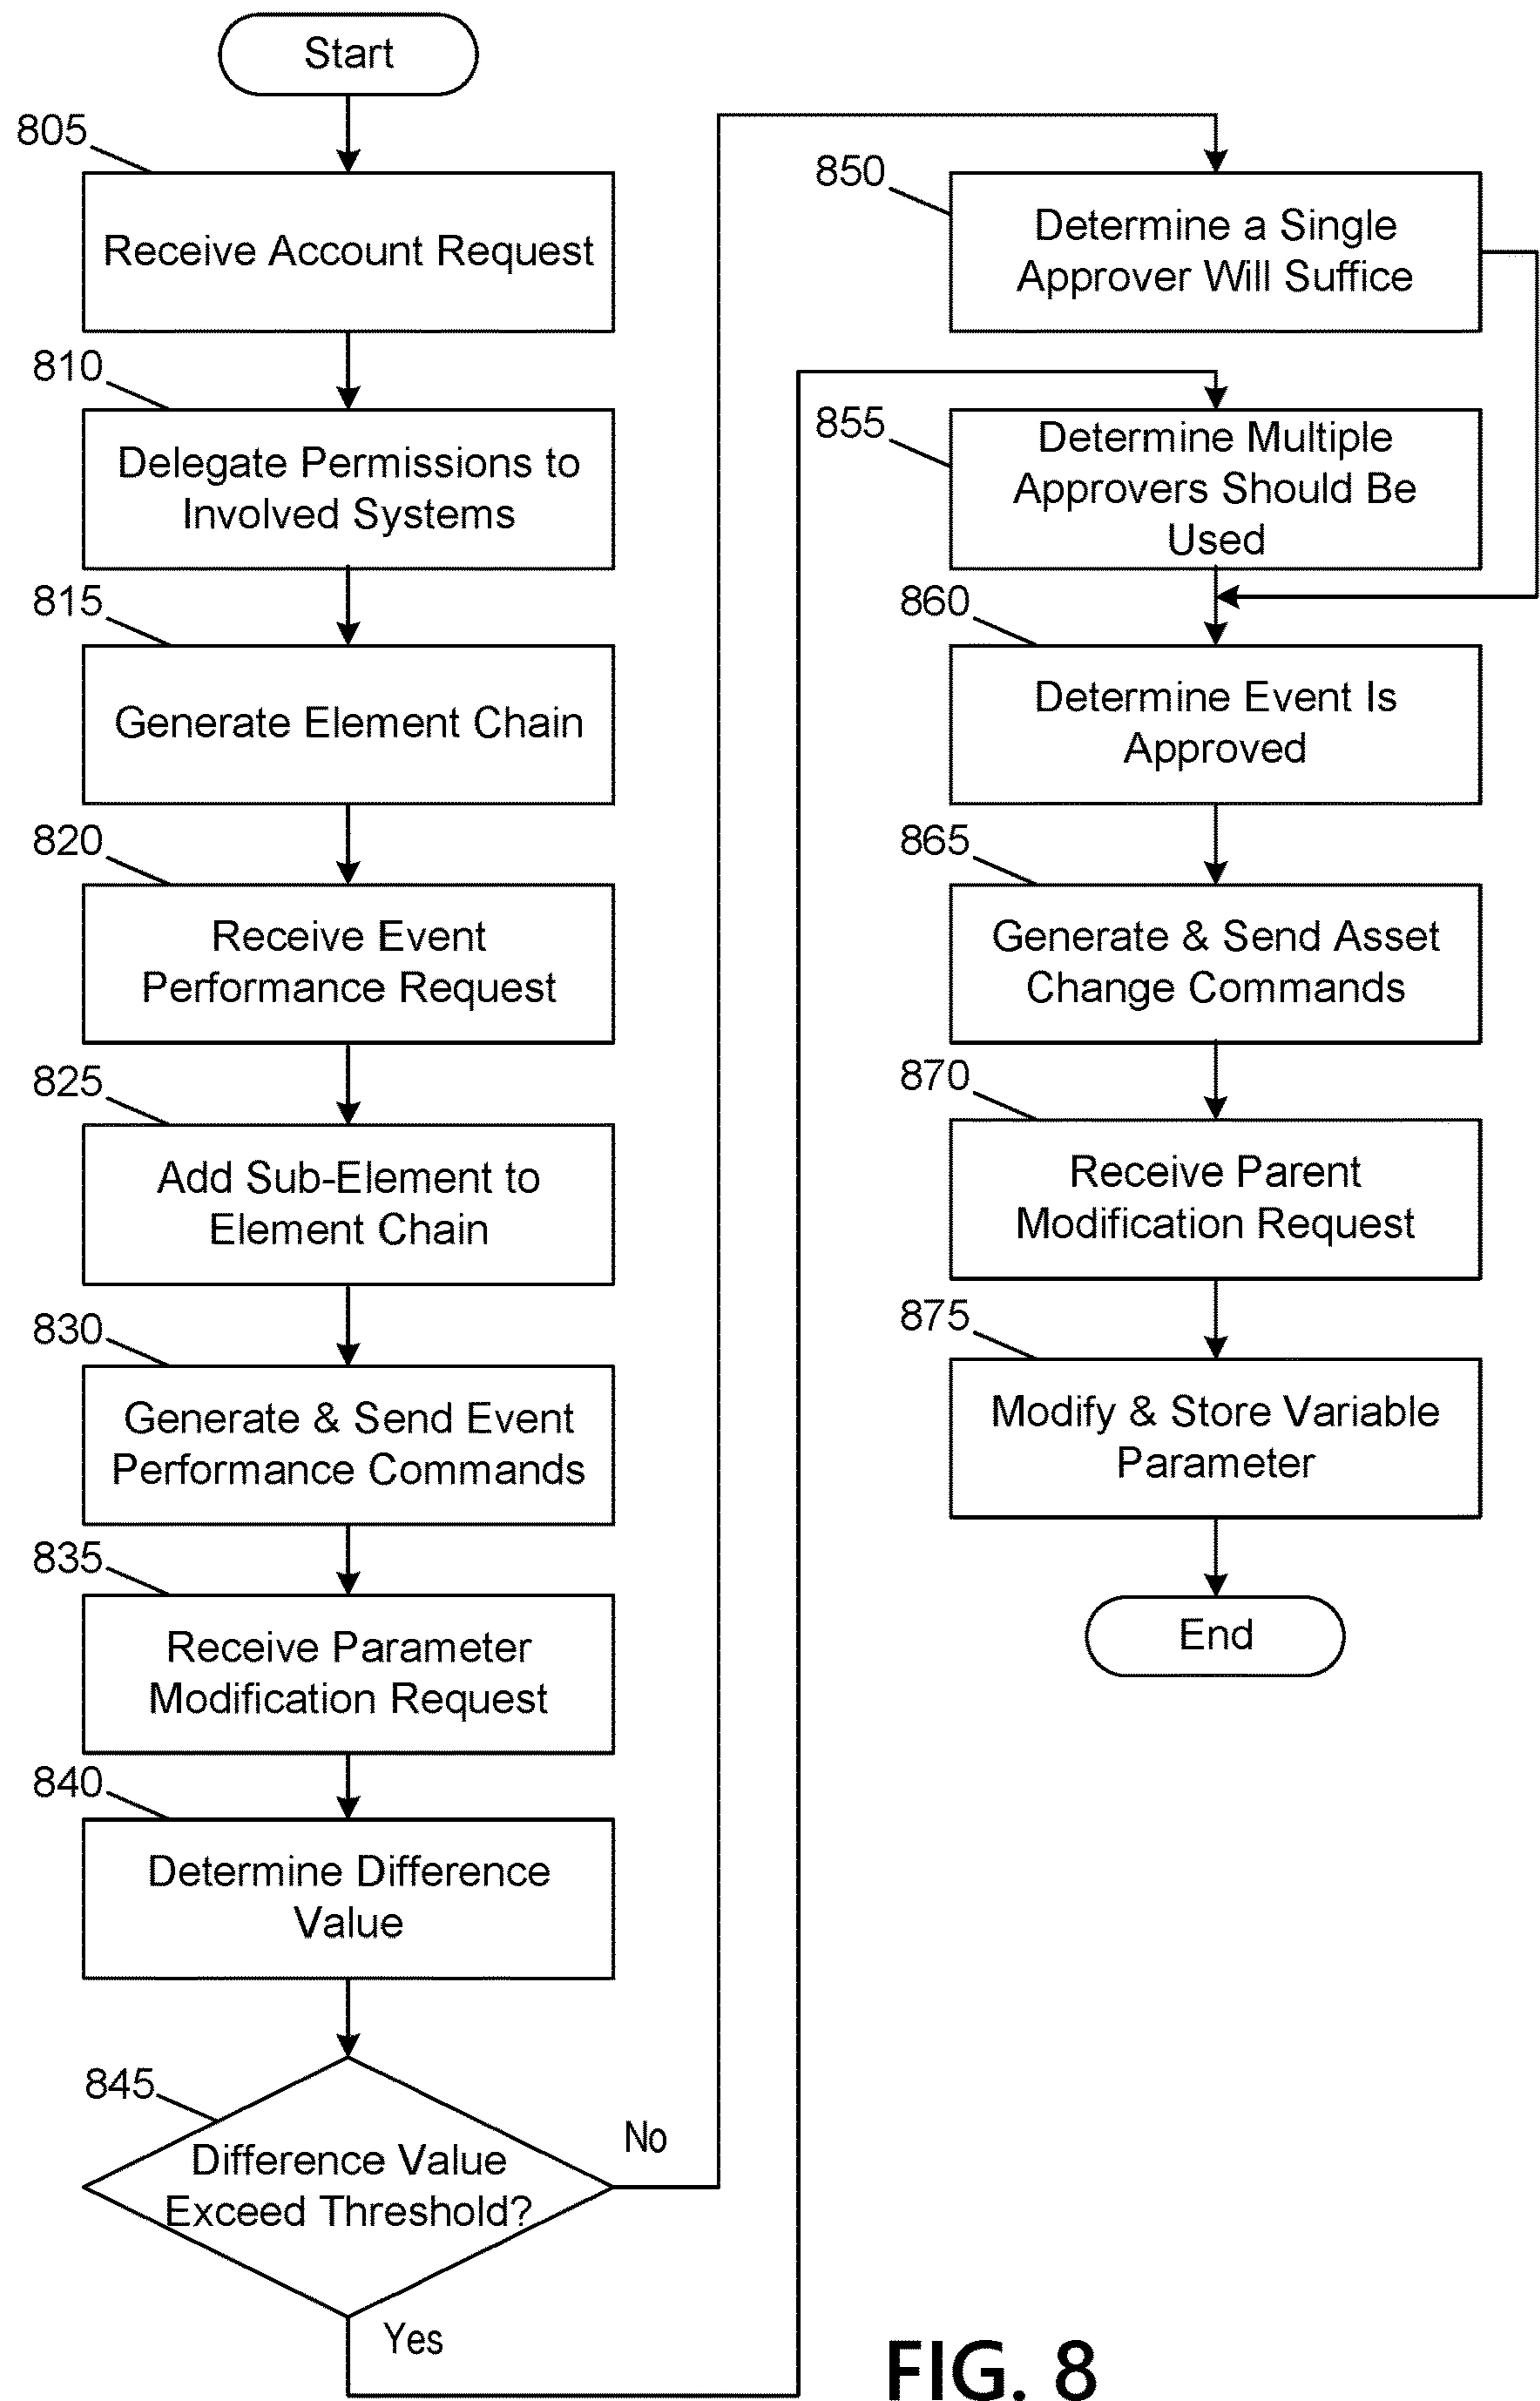 Start
805
Receive Account Request
810
Delegate Permissions to
Involved Systems
815
Generate Element Chain
820
Receive Event
Performance Request
825
Add Sub-Element to
Element Chain
830
Generate & Send Event
Performance Commands
835
Receive Parameter
Modification Request
840
Determine Difference
Value
845
Difference Value
Exceed Threshold?
No
Yes
850
Determine a Single
Approver Will Suffice
855
Determine Multiple
Approvers Should Be
Used
860
Determine Event Is
Approved
865
Generate & Send Asset
Change Commands
870
Receive Parent
Modification Request
875
Modify & Store Variable
Parameter
End
FIG. 8